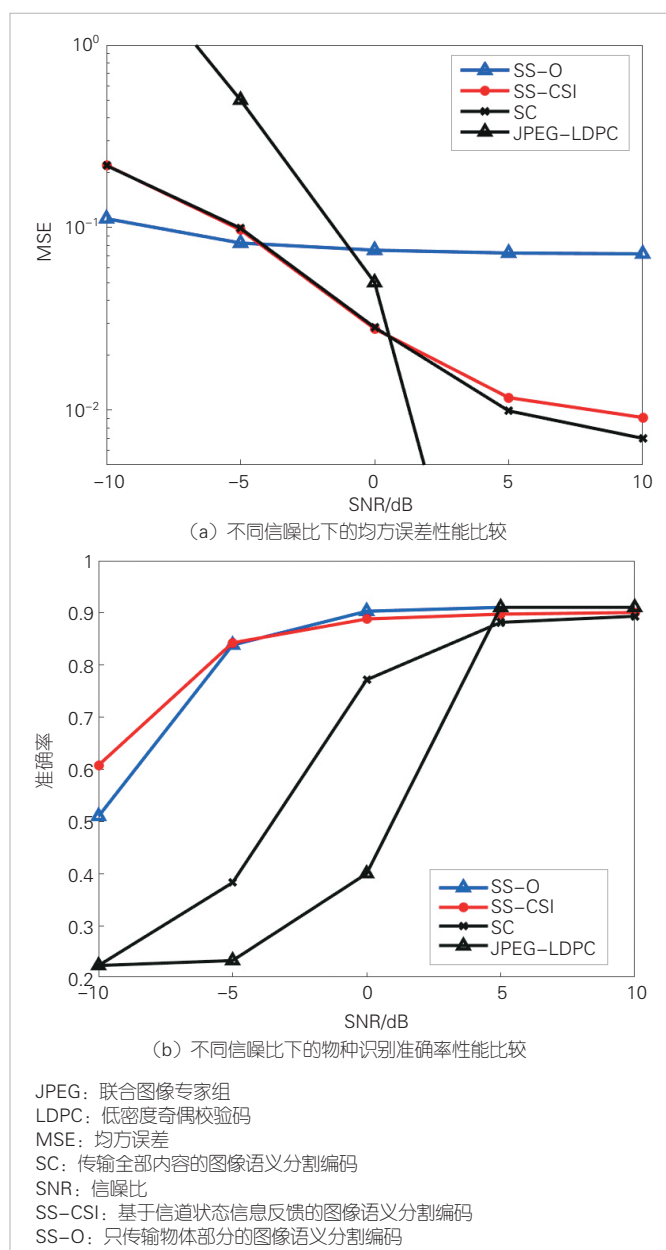 10⁰
SS–O
SS–CSI
SC
JPEG–LDPC
MSE
10⁻¹
10⁻²
–10 –5 0 5 10
SNR/dB
（a）不同信噪比下的均方误差性能比较
1
0.9
0.8
0.7
准确率
0.6
0.5
0.4
SS–O
SS–CSI
0.3
SC
JPEG–LDPC
0.2
–10 –5 0 5 10
SNR/dB
（b）不同信噪比下的物种识别准确率性能比较
JPEG：联合图像专家组
LDPC：低密度奇偶校验码
MSE：均方误差
SC：传输全部内容的图像语义分割编码
SNR：信噪比
SS–CSI：基于信道状态信息反馈的图像语义分割编码
SS–O：只传输物体部分的图像语义分割编码